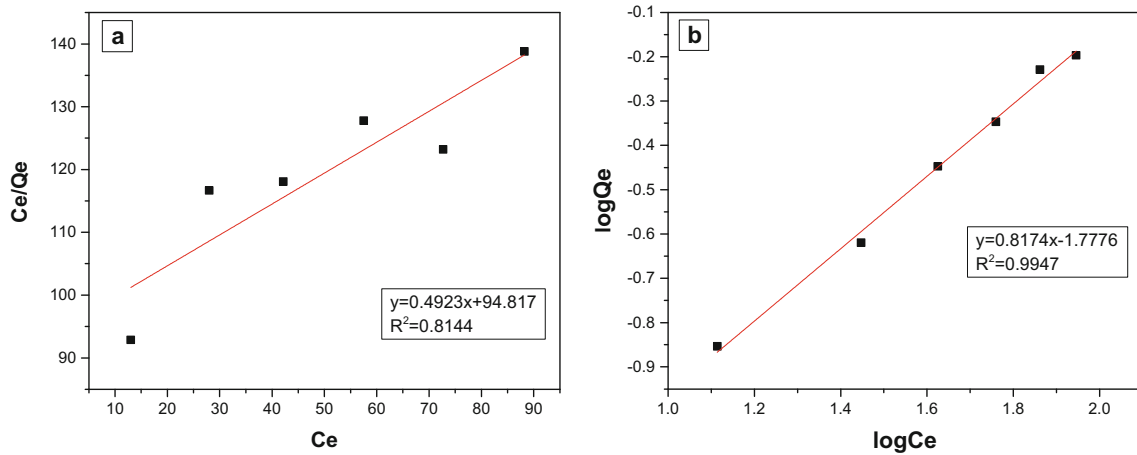 a
140
130
120
110
100
90
Ce/Qe
y=0.4923x+94.817
R²=0.8144
10 20 30 40 50 60 70 80 90
Ce
b
-0.1
-0.2
-0.3
-0.4
-0.5
-0.6
-0.7
-0.8
-0.9
logQe
y=0.8174x-1.7776
R²=0.9947
1.0 1.2 1.4 1.6 1.8 2.0
logCe